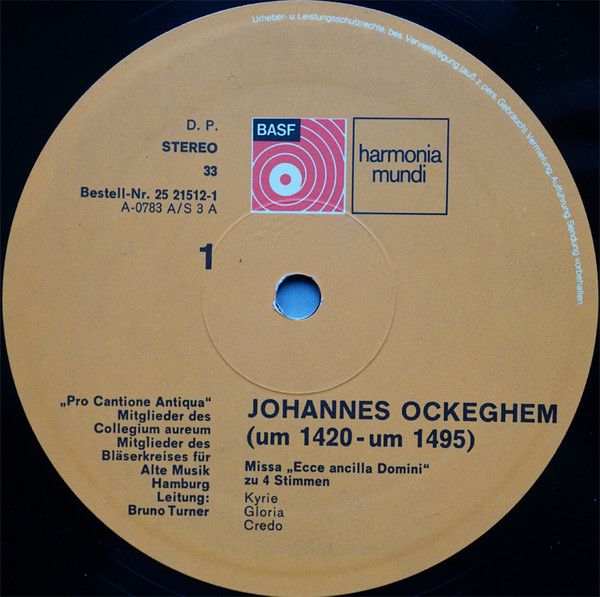 Urheber- u. Leistungsschutzrechte, bes. Vervielfältigung, (auf z. pers. Gebrauch) Vermietung, Aufführung, Sendung vorbehalten.
D. P.
STEREO
33
Bestell-Nr. 25 21512-1
A-0783 A/S 3 A
BASF
harmonia
mundi
1
„Pro Cantione Antiqua“
Mitglieder des
Collegium aureum
Mitglieder des
Bläserkreises für
Alte Musik
Hamburg
Leitung:
Bruno Turner
JOHANNES OCKEGHEM
(um 1420 - um 1495)
Missa „Ecce ancilla Domini“
zu 4 Stimmen
Kyrie
Gloria
Credo